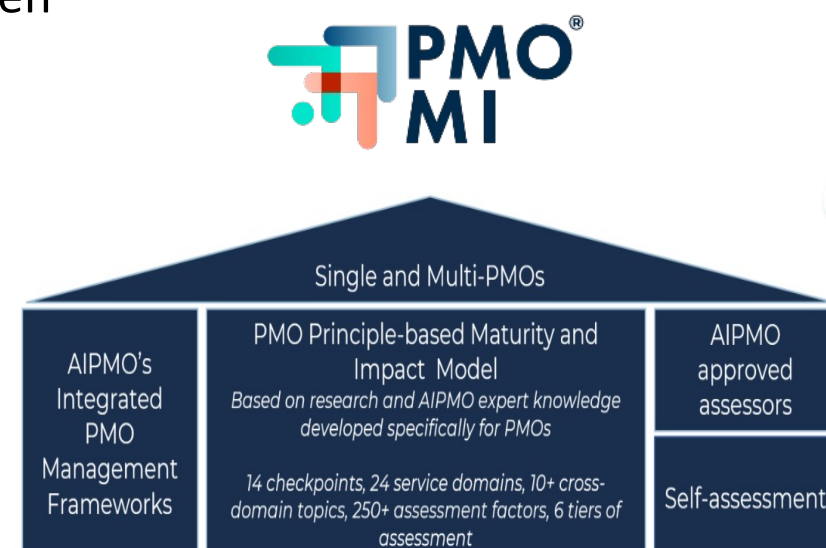 en
PMO®
MI
Single and Multi-PMOs
AIPMO's
Integrated
PMO
Management
Frameworks
PMO Principle-based Maturity and
Impact Model
Based on research and AIPMO expert knowledge
developed specifically for PMOs
14 checkpoints, 24 service domains, 10+ cross-
domain topics, 250+ assessment factors, 6 tiers of
assessment
AIPMO
approved
assessors
Self-assessment